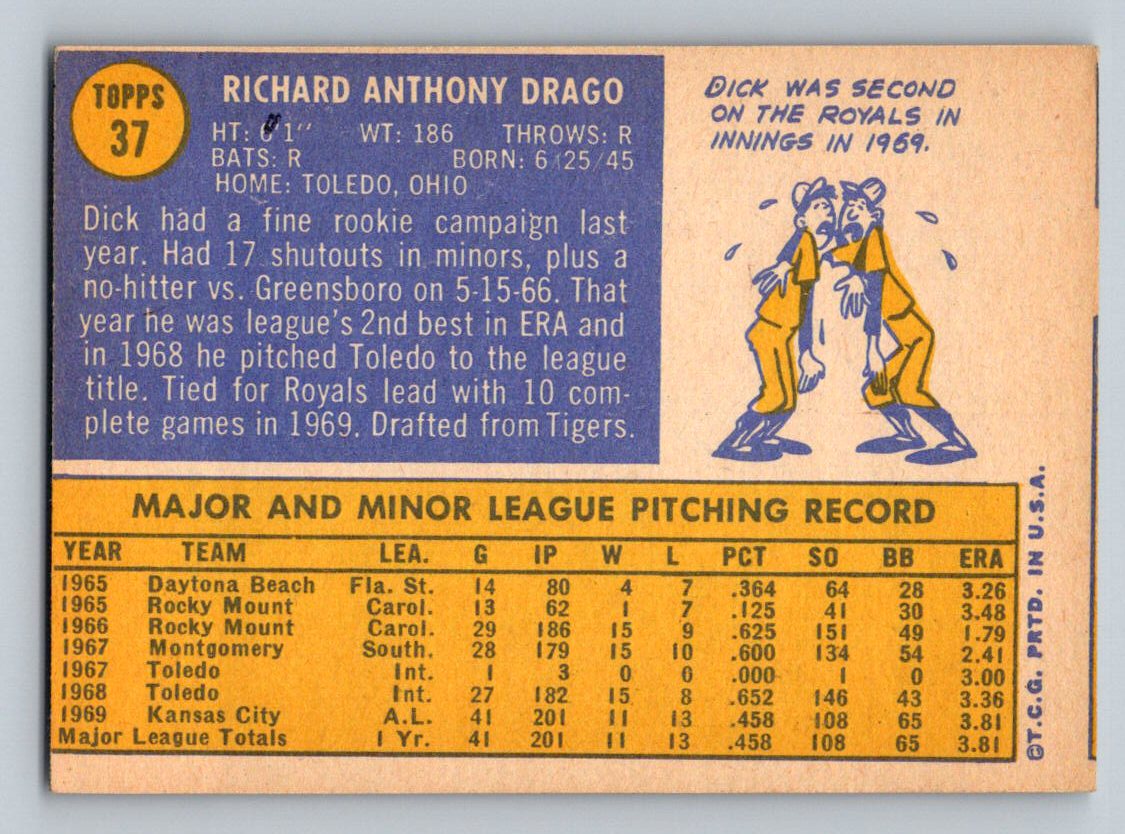 TOPPS
37
RICHARD ANTHONY DRAGO
HT: 6 1" WT: 186 THROWS: R
BATS: R BORN: 6/25/45
HOME: TOLEDO, OHIO
Dick had a fine rookie campaign last
year. Had 17 shutouts in minors, plus a
no-hitter vs. Greensboro on 5-15-66. That
year he was league's 2nd best in ERA and
in 1968 he pitched Toledo to the league
title. Tied for Royals lead with 10 com-
plete games in 1969. Drafted from Tigers.
DICK WAS SECOND
ON THE ROYALS IN
INNINGS IN 1969.
MAJOR AND MINOR LEAGUE PITCHING RECORD
YEAR TEAM LEA. G IP W L PCT SO BB ERA
1965 Daytona Beach Fla. St. 14 80 4 7 .364 64 28 3.26
1965 Rocky Mount Carol. 13 62 1 7 .125 41 30 3.48
1966 Rocky Mount Carol. 29 186 15 9 .625 151 49 1.79
1967 Montgomery South. 28 179 15 10 .600 134 54 2.41
1967 Toledo Int. 1 3 0 0 .000 1 0 3.00
1968 Toledo Int. 27 182 15 8 .652 146 43 3.36
1969 Kansas City A.L. 41 201 11 13 .458 108 65 3.81
Major League Totals 1 Yr. 41 201 11 13 .458 108 65 3.81
©T.C.G. PRTD. IN U.S.A.